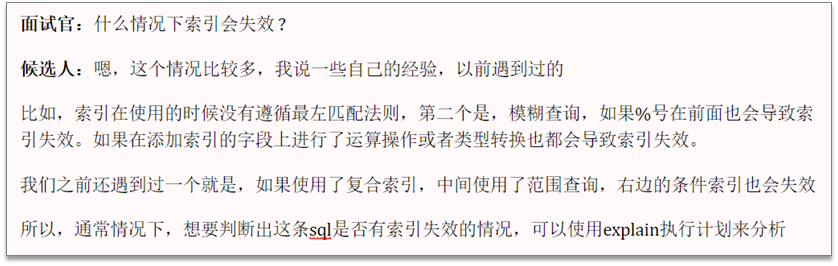 面试官：什么情况下索引会失效 ?
候选人：嗯，这个情况比较多，我说一些自己的经验，以前遇到过的
比如，索引在使用的时候没有遵循最左匹配法则，第二个是，模糊查询，如果%号在前面也会导致索
引失效。如果在添加索引的字段上进行了运算操作或者类型转换也都会导致索引失效。
我们之前还遇到过一个就是，如果使用了复合索引，中间使用了范围查询，右边的条件索引也会失效
所以，通常情况下，想要判断出这条sql是否有索引失效的情况，可以使用explain执行计划来分析